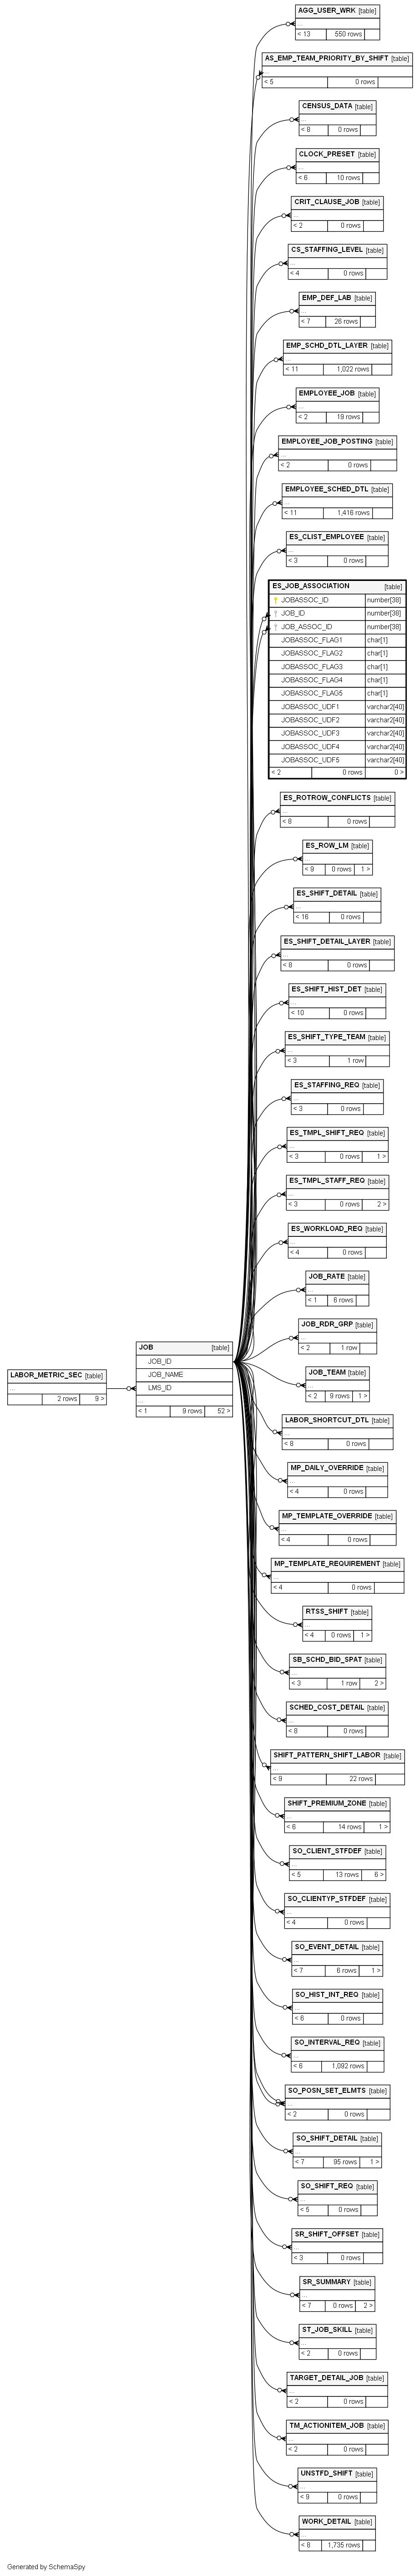 AGG_USER_WRK [table]
...
< 13 550 rows
AS_EMP_TEAM_PRIORITY_BY_SHIFT [table]
...
< 5 0 rows
CENSUS_DATA [table]
...
< 8 0 rows
CLOCK_PRESET [table]
...
< 6 10 rows
CRIT_CLAUSE_JOB [table]
...
< 2 0 rows
CS_STAFFING_LEVEL [table]
...
< 4 0 rows
EMP_DEF_LAB [table]
...
< 7 26 rows
EMP_SCHD_DTL_LAYER [table]
...
< 11 1,022 rows
EMPLOYEE_JOB [table]
...
< 2 19 rows
EMPLOYEE_JOB_POSTING [table]
...
< 2 0 rows
EMPLOYEE_SCHED_DTL [table]
...
< 11 1,416 rows
ES_CLIST_EMPLOYEE [table]
...
< 3 0 rows
ES_JOB_ASSOCIATION [table]
JOBASSOC_ID number[38]
JOB_ID number[38]
JOB_ASSOC_ID number[38]
JOBASSOC_FLAG1 char[1]
JOBASSOC_FLAG2 char[1]
JOBASSOC_FLAG3 char[1]
JOBASSOC_FLAG4 char[1]
JOBASSOC_FLAG5 char[1]
JOBASSOC_UDF1 varchar2[40]
JOBASSOC_UDF2 varchar2[40]
JOBASSOC_UDF3 varchar2[40]
JOBASSOC_UDF4 varchar2[40]
JOBASSOC_UDF5 varchar2[40]
< 2 0 rows 0 >
ES_ROTROW_CONFLICTS [table]
...
< 8 0 rows
ES_ROW_LM [table]
...
< 9 0 rows 1 >
ES_SHIFT_DETAIL [table]
...
< 16 0 rows
ES_SHIFT_DETAIL_LAYER [table]
...
< 8 0 rows
ES_SHIFT_HIST_DET [table]
...
< 10 0 rows
ES_SHIFT_TYPE_TEAM [table]
...
< 3 1 row
ES_STAFFING_REQ [table]
...
< 3 0 rows
ES_TMPL_SHIFT_REQ [table]
...
< 3 0 rows 1 >
ES_TMPL_STAFF_REQ [table]
...
< 3 0 rows 2 >
ES_WORKLOAD_REQ [table]
...
< 4 0 rows
JOB_RATE [table]
...
< 1 6 rows
JOB_RDR_GRP [table]
...
< 2 1 row
LABOR_METRIC_SEC [table]
...
2 rows 9 >
JOB [table]
JOB_ID
JOB_NAME
LMS_ID
...
< 1 9 rows 52 >
JOB_TEAM [table]
...
< 2 9 rows 1 >
LABOR_SHORTCUT_DTL [table]
...
< 8 0 rows
MP_DAILY_OVERRIDE [table]
...
< 4 0 rows
MP_TEMPLATE_OVERRIDE [table]
...
< 4 0 rows
MP_TEMPLATE_REQUIREMENT [table]
...
< 4 0 rows
RTSS_SHIFT [table]
...
< 4 0 rows 1 >
SB_SCHD_BID_SPAT [table]
...
< 3 1 row 2 >
SCHED_COST_DETAIL [table]
...
< 8 0 rows
SHIFT_PATTERN_SHIFT_LABOR [table]
...
< 9 22 rows
SHIFT_PREMIUM_ZONE [table]
...
< 6 14 rows 1 >
SO_CLIENT_STFDEF [table]
...
< 5 13 rows 6 >
SO_CLIENTYP_STFDEF [table]
...
< 4 0 rows
SO_EVENT_DETAIL [table]
...
< 7 6 rows 1 >
SO_HIST_INT_REQ [table]
...
< 6 0 rows
SO_INTERVAL_REQ [table]
...
< 6 1,092 rows
SO_POSN_SET_ELMTS [table]
...
< 2 0 rows
SO_SHIFT_DETAIL [table]
...
< 7 95 rows 1 >
SO_SHIFT_REQ [table]
...
< 5 0 rows
SR_SHIFT_OFFSET [table]
...
< 3 0 rows
SR_SUMMARY [table]
...
< 7 0 rows 2 >
ST_JOB_SKILL [table]
...
< 2 0 rows
TARGET_DETAIL_JOB [table]
...
< 2 0 rows
TM_ACTIONITEM_JOB [table]
...
< 2 0 rows
UNSTFD_SHIFT [table]
...
< 9 0 rows
WORK_DETAIL [table]
...
< 8 1,735 rows
Generated by SchemaSpy